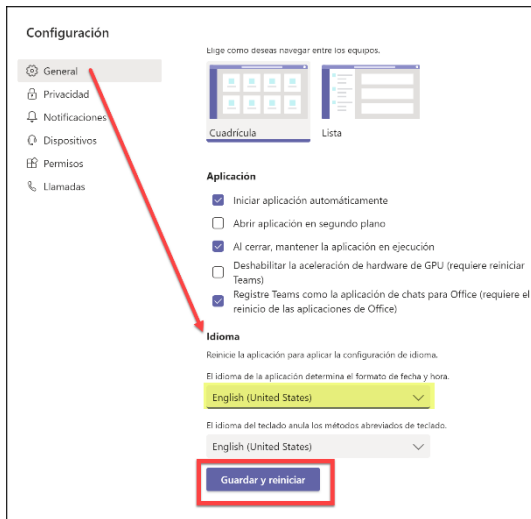 Configuración
General
Privacidad
Notificaciones
Dispositivos
Permisos
Llamadas
Elige como deseas navegar entre los equipos.
Cuadrícula
Lista
Aplicación
Iniciar aplicación automáticamente
Abrir aplicación en segundo plano
Al cerrar, mantener la aplicación en ejecución
Deshabilitar la aceleración de hardware de GPU (requiere reiniciar
Teams)
Registre Teams como la aplicación de chats para Office (requiere el
reinicio de las aplicaciones de Office)
Idioma
Reinicie la aplicación para aplicar la configuración de idioma.
El idioma de la aplicación determina el formato de fecha y hora.
English (United States)
El idioma del teclado anula los métodos abreviados de teclado.
English (United States)
Guardar y reiniciar